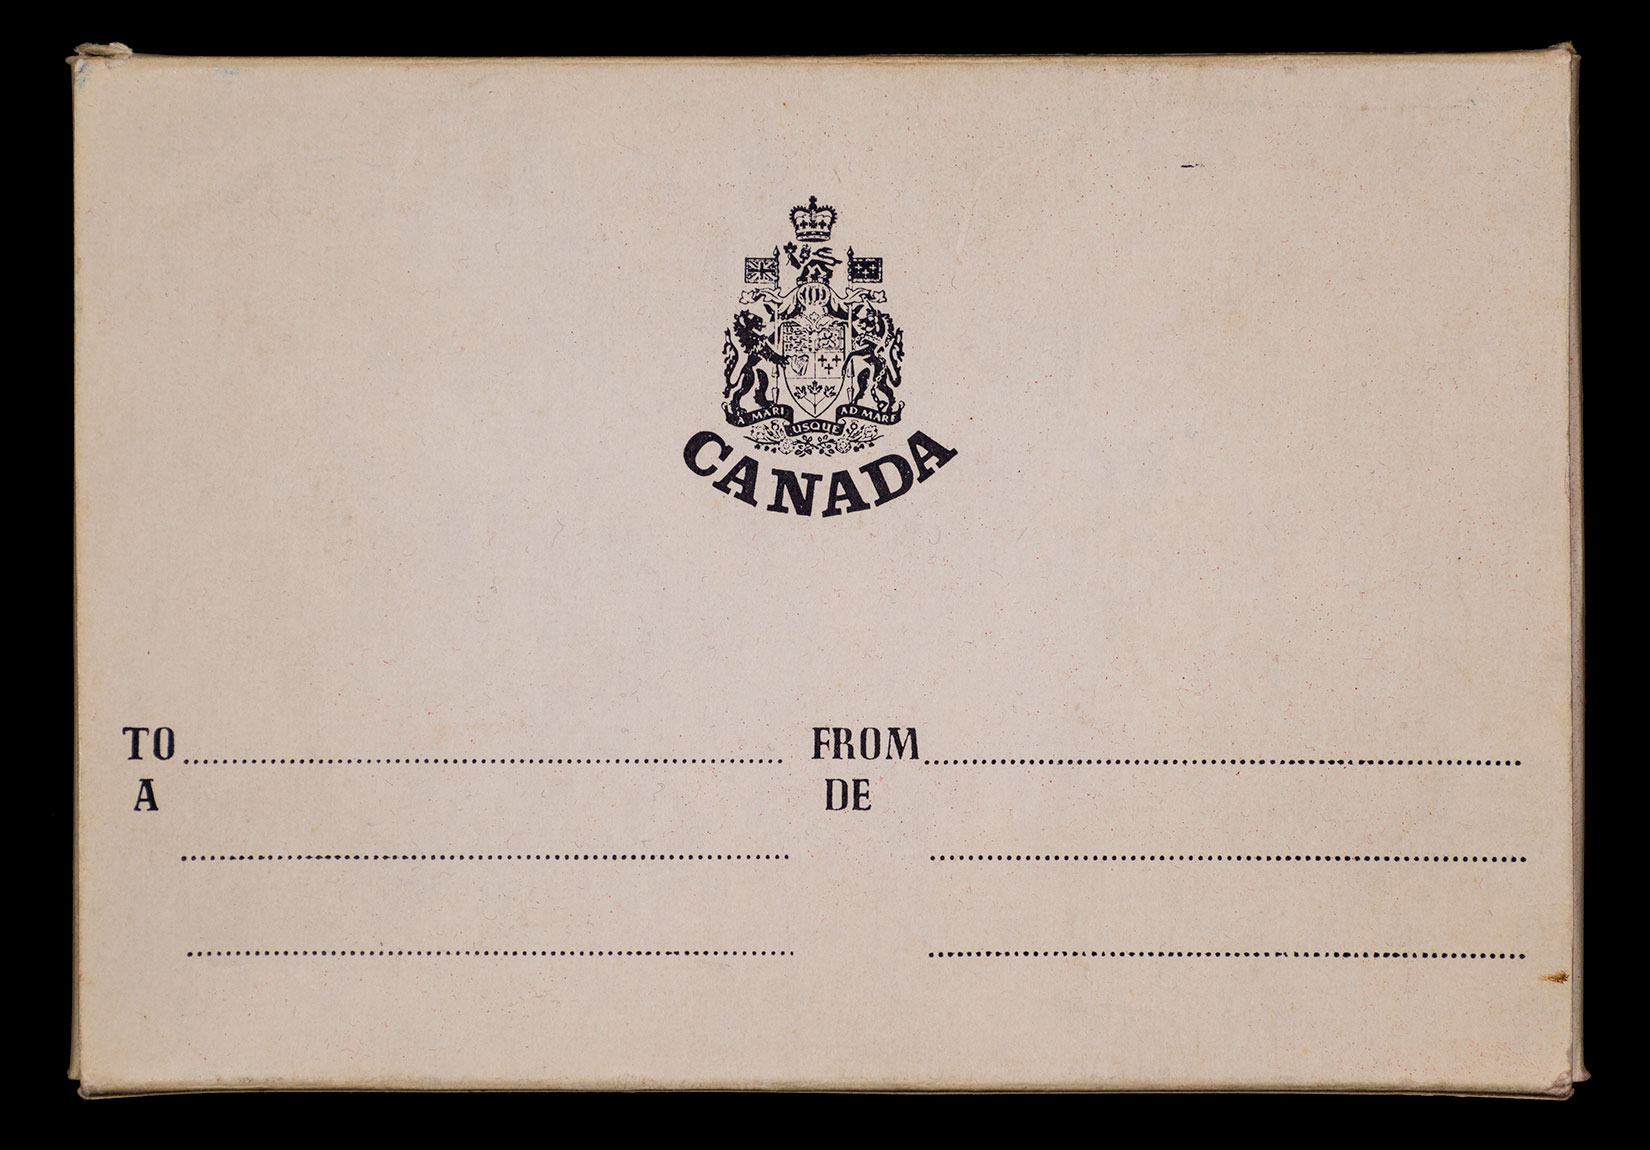 A MARI USQUE AD MARE
CANADA
TO FROM
A DE